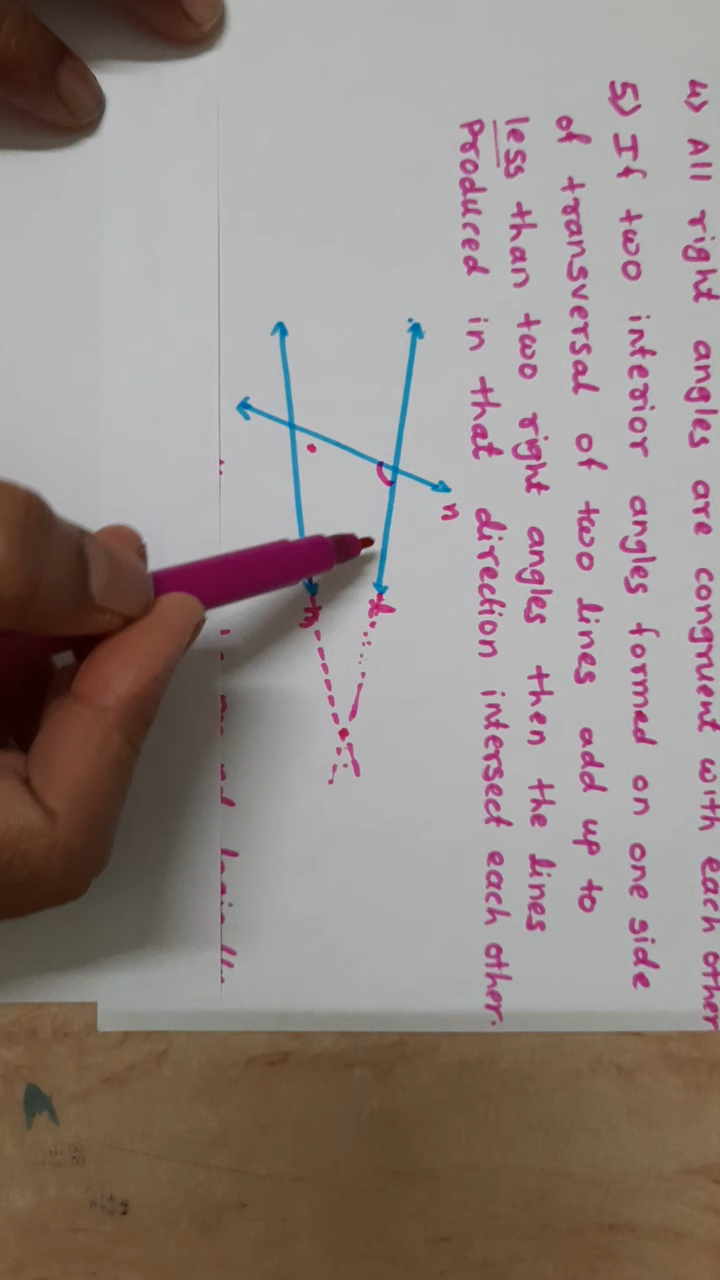 4) All right angles are congruent with each other
5) If two interior angles formed on one side
of transversal of two lines add up to
less than two right angles then the lines
produced in that direction intersect each other.
n
l
m